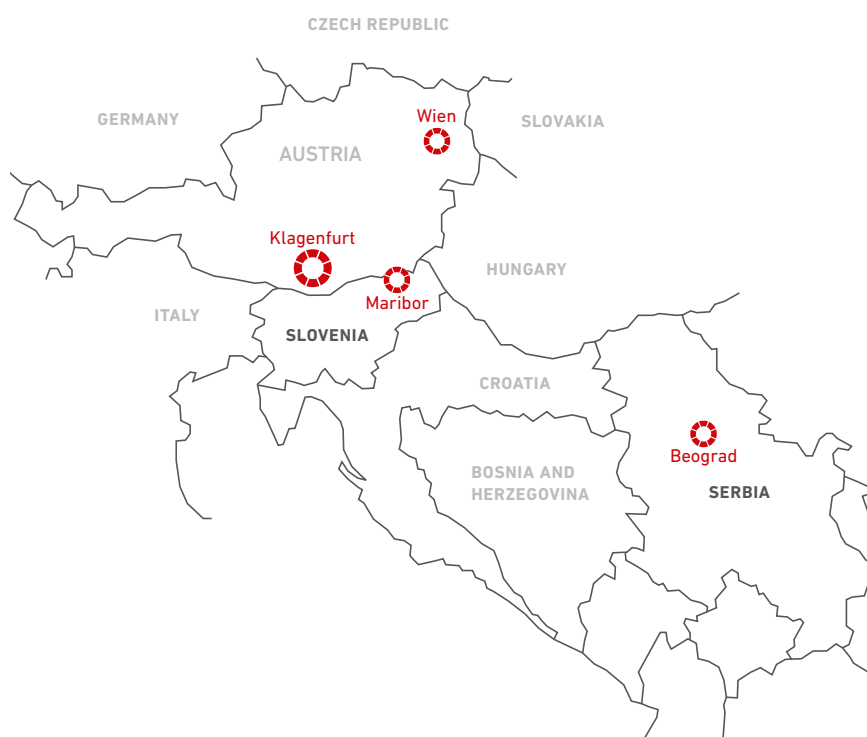 CZECH REPUBLIC
GERMANY
Wien
SLOVAKIA
AUSTRIA
Klagenfurt
HUNGARY
Maribor
ITALY
SLOVENIA
CROATIA
Beograd
BOSNIA AND
HERZEGOVINA
SERBIA